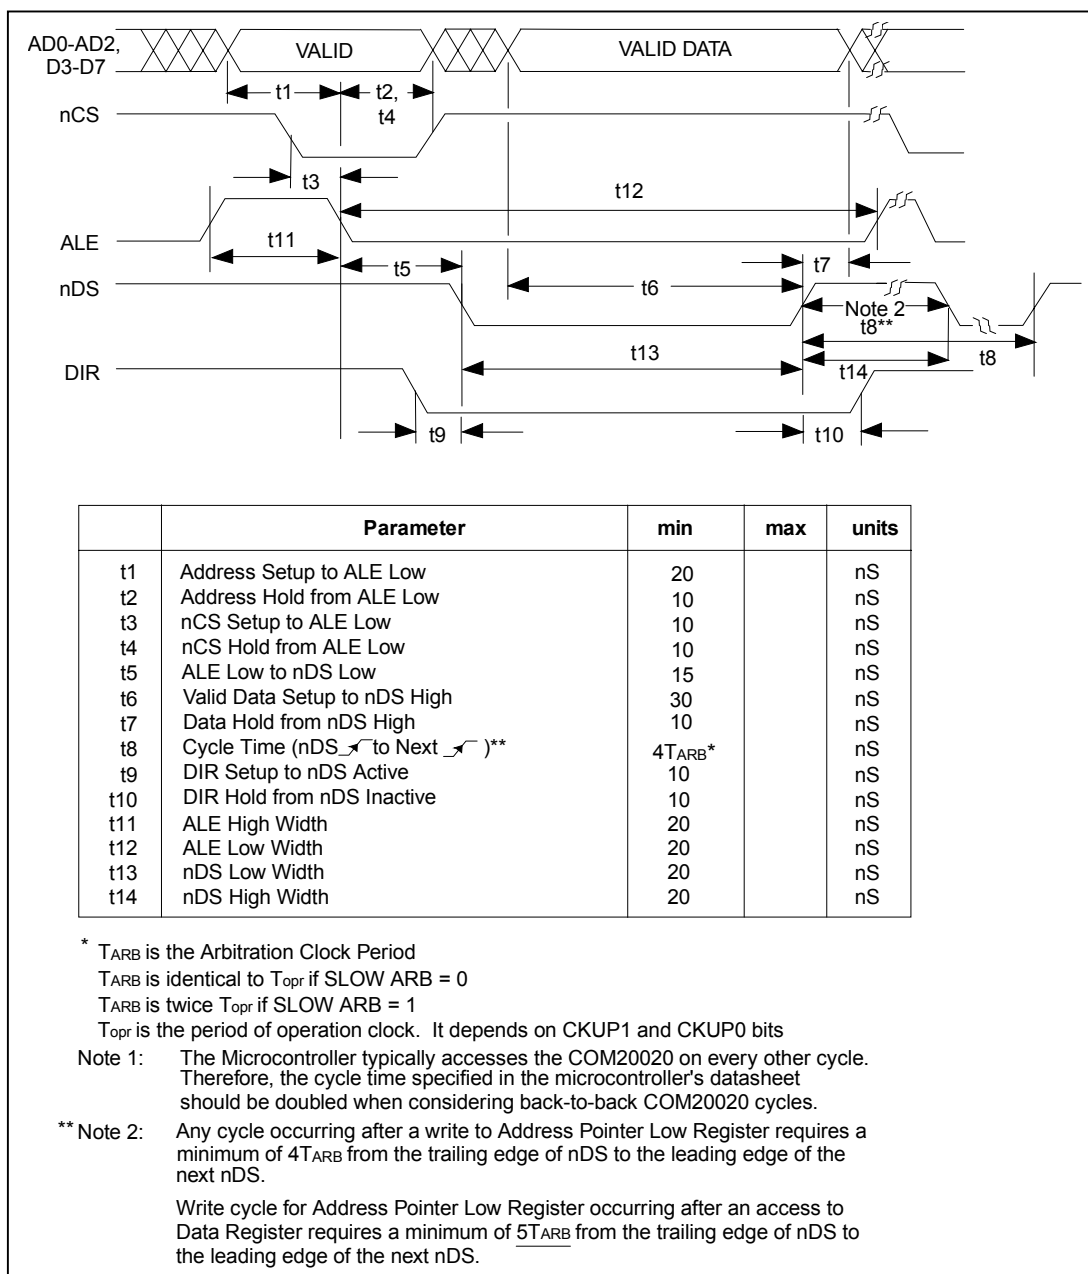 AD0-AD2,
D3-D7
VALID
VALID DATA
t1
t2,
t4
nCS
t3
t12
ALE
t11
t5
t7
nDS
t6
Note 2
t8**
t13
t8
t14
DIR
t9
t10
Parameter min max units
t1 Address Setup to ALE Low 20 nS
t2 Address Hold from ALE Low 10 nS
t3 nCS Setup to ALE Low 10 nS
t4 nCS Hold from ALE Low 10 nS
t5 ALE Low to nDS Low 15 nS
t6 Valid Data Setup to nDS High 30 nS
t7 Data Hold from nDS High 10 nS
t8 Cycle Time (nDS to Next )** 4TARB* nS
t9 DIR Setup to nDS Active 10 nS
t10 DIR Hold from nDS Inactive 10 nS
t11 ALE High Width 20 nS
t12 ALE Low Width 20 nS
t13 nDS Low Width 20 nS
t14 nDS High Width 20 nS
* TARB is the Arbitration Clock Period
TARB is identical to Topr if SLOW ARB = 0
TARB is twice Topr if SLOW ARB = 1
Topr is the period of operation clock. It depends on CKUP1 and CKUP0 bits
Note 1: The Microcontroller typically accesses the COM20020 on every other cycle.
Therefore, the cycle time specified in the microcontroller's datasheet
should be doubled when considering back-to-back COM20020 cycles.
** Note 2: Any cycle occurring after a write to Address Pointer Low Register requires a
minimum of 4TARB from the trailing edge of nDS to the leading edge of the
next nDS.
Write cycle for Address Pointer Low Register occurring after an access to
Data Register requires a minimum of 5TARB from the trailing edge of nDS to
the leading edge of the next nDS.